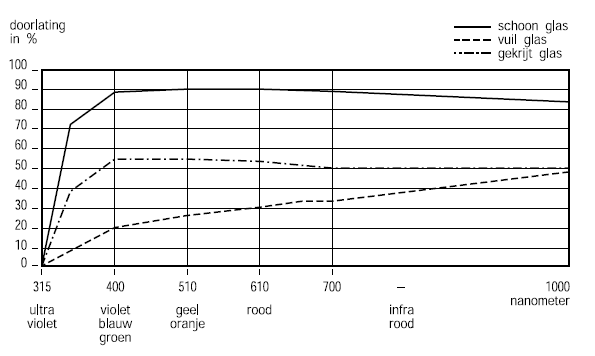 doorlating
in %
schoon glas
vuil glas
gekrijt glas
100
90
80
70
60
50
40
30
20
10
0
315 400 510 610 700 – 1000
nanometer
ultra violet geel rood infra
violet blauw oranje rood
groen